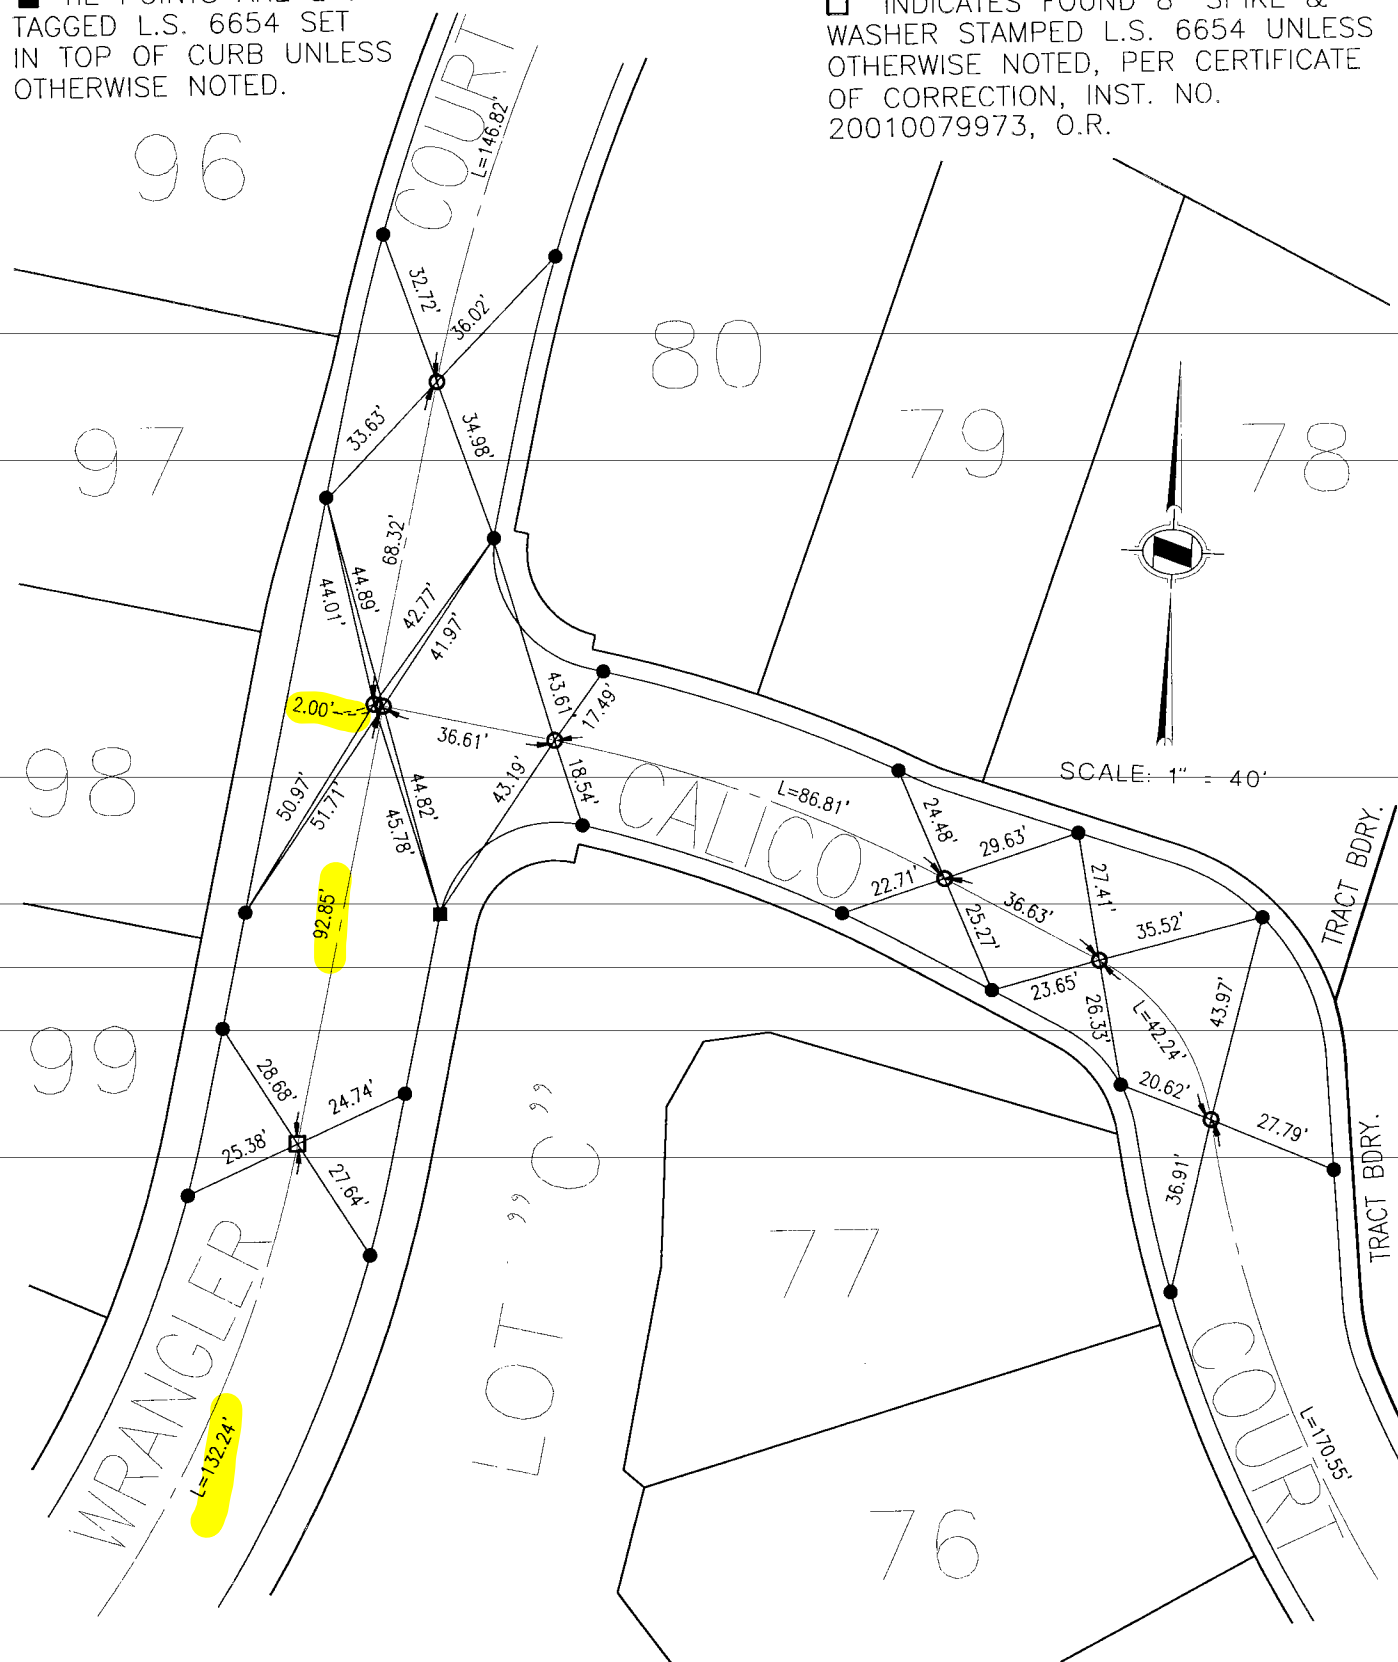 TAGGED L.S. 6654 SET
IN TOP OF CURB UNLESS
OTHERWISE NOTED.
INDICATES FOUND 8" SPIKE &
WASHER STAMPED L.S. 6654 UNLESS
OTHERWISE NOTED, PER CERTIFICATE
OF CORRECTION, INST. NO.
20010079973, O.R.
COURT
L=146.82'
96
32.72'
36.02'
80
33.63'
34.98'
97
79
78
68.32'
44.89'
44.01'
42.77'
41.97'
2.00'
36.61'
43.61'
17.49'
98
50.97'
51.71'
44.82'
45.78'
43.19'
18.54'
SCALE: 1" = 40'
CALICO
L=86.81'
24.48'
29.63'
22.71'
25.27'
36.63'
27.41'
35.52'
TRACT BDRY.
92.85'
23.65'
26.33'
43.97'
L=42.24'
99
28.68'
24.74'
25.38'
27.64'
20.62'
27.79'
36.91'
TRACT BDRY.
LOT "C"
77
WRANGLER
L=132.24'
COURT
L=170.55'
76